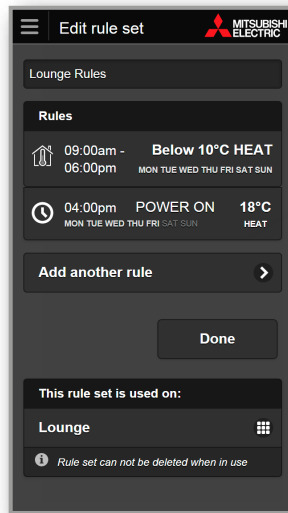 Edit rule set
MITSUBISHI
ELECTRIC
Lounge Rules
Rules
09:00am - Below 10°C HEAT
06:00pm MON TUE WED THU FRI SAT SUN
04:00pm POWER ON 18°C
MON TUE WED THU FRI SAT SUN HEAT
Add another rule
Done
This rule set is used on:
Lounge
Rule set can not be deleted when in use